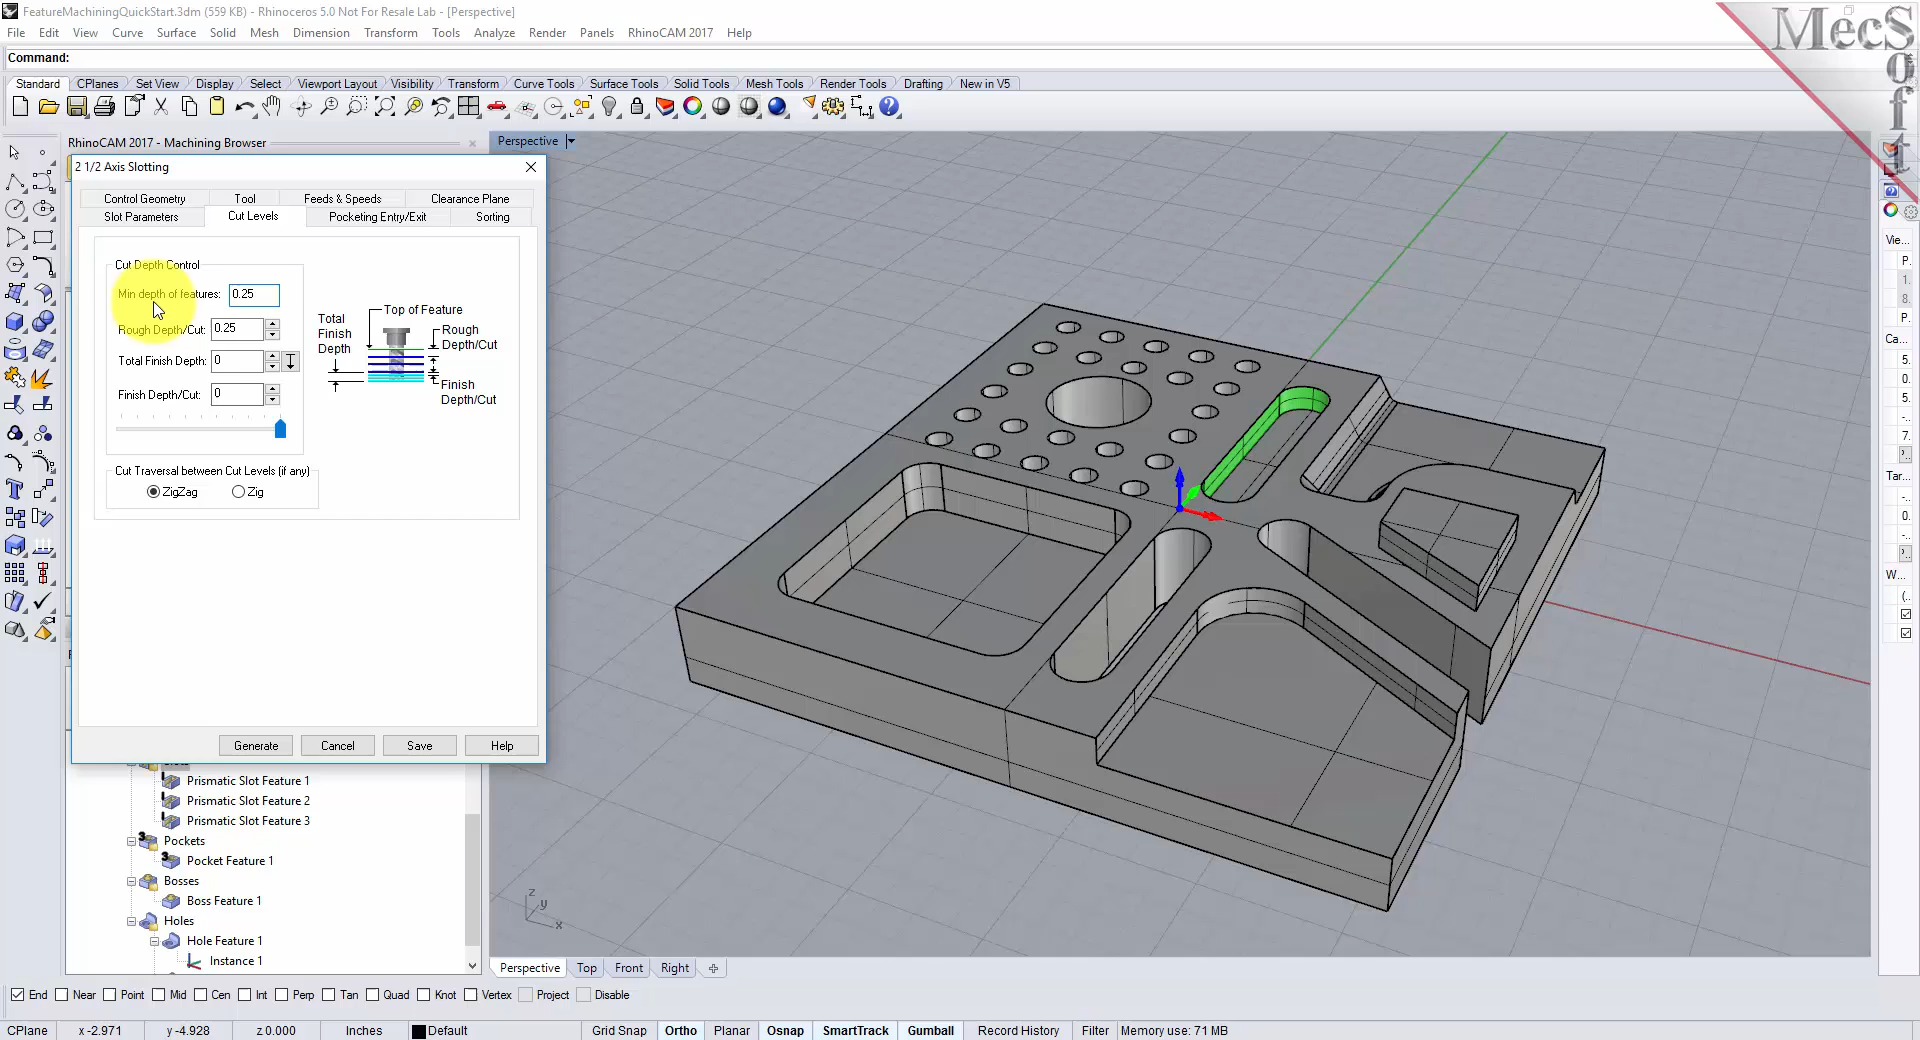 FeatureMachiningQuickStart.3dm (559 KB) - Rhinoceros 5.0 Not For Resale Lab - [Perspective]
MecSoft
File Edit View Curve Surface Solid Mesh Dimension Transform Tools Analyze Render Panels RhinoCAM 2017 Help
Command:
Standard CPlanes Set View Display Select Viewport Layout Visibility Transform Curve Tools Surface Tools Solid Tools Mesh Tools Render Tools Drafting New in V5
RhinoCAM 2017 - Machining Browser
Perspective
2 1/2 Axis Slotting
Control Geometry Tool Feeds & Speeds Clearance Plane
Slot Parameters Cut Levels Pocketing Entry/Exit Sorting
Cut Depth Control
Min depth of features: 0.25
Rough Depth/Cut: 0.25
Total Finish Depth: 0
Finish Depth/Cut: 0
Total Finish Depth
Top of Feature
Rough Depth/Cut
Finish Depth/Cut
Cut Traversal between Cut Levels (if any)
ZigZag Zig
Generate Cancel Save Help
Prismatic Slot Feature 1
Prismatic Slot Feature 2
Prismatic Slot Feature 3
Pockets
Pocket Feature 1
Bosses
Boss Feature 1
Holes
Hole Feature 1
Instance 1
Vie...
P.
1.
8.
P.
Ca...
5.
0.
5.
-.
7.
Tar...
-.
0.
-.
W...
(..
z
y
x
Perspective Top Front Right
End Near Point Mid Cen Int Perp Tan Quad Knot Vertex Project Disable
CPlane x -2.971 y -4.928 z 0.000 Inches Default Grid Snap Ortho Planar Osnap SmartTrack Gumball Record History Filter Memory use: 71 MB